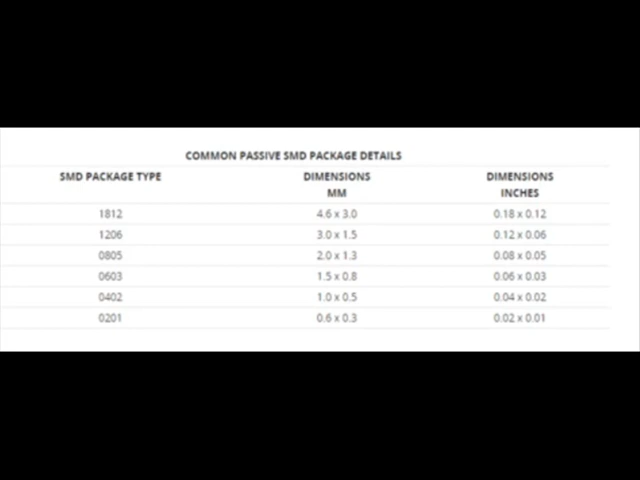 COMMON PASSIVE SMD PACKAGE DETAILS
SMD PACKAGE TYPE DIMENSIONS MM DIMENSIONS INCHES
1812 4.6 x 3.0 0.18 x 0.12
1206 3.0 x 1.5 0.12 x 0.06
0805 2.0 x 1.3 0.08 x 0.05
0603 1.5 x 0.8 0.06 x 0.03
0402 1.0 x 0.5 0.04 x 0.02
0201 0.6 x 0.3 0.02 x 0.01